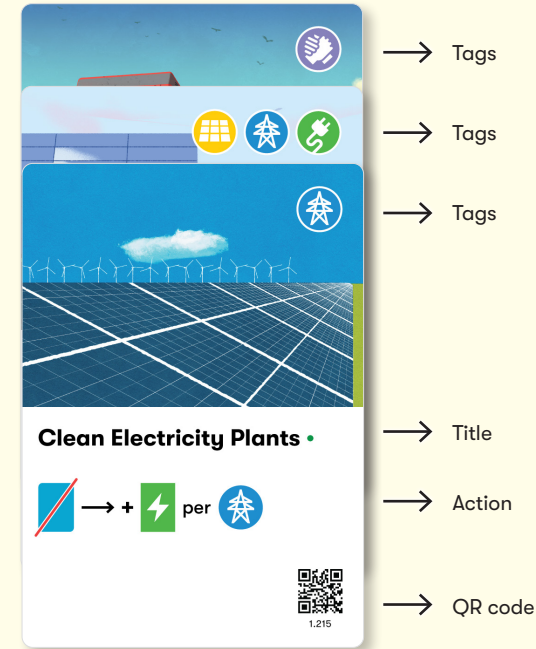 Tags
Tags
Tags
Clean Electricity Plants •
Title
+ per
Action
QR code
1.215